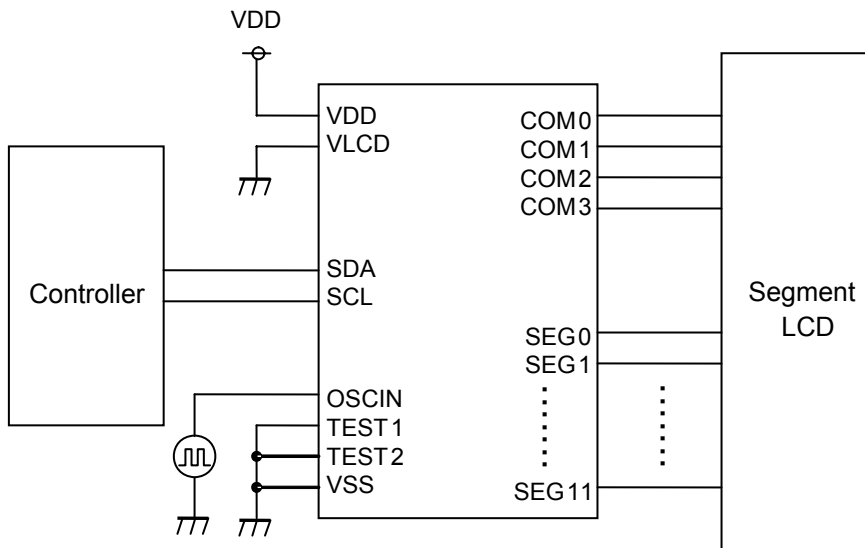 VDD
VDD
VLCD
SDA
SCL
OSCIN
TEST1
TEST2
VSS
COM0
COM1
COM2
COM3
SEG0
SEG1
SEG11
Controller
Segment
LCD